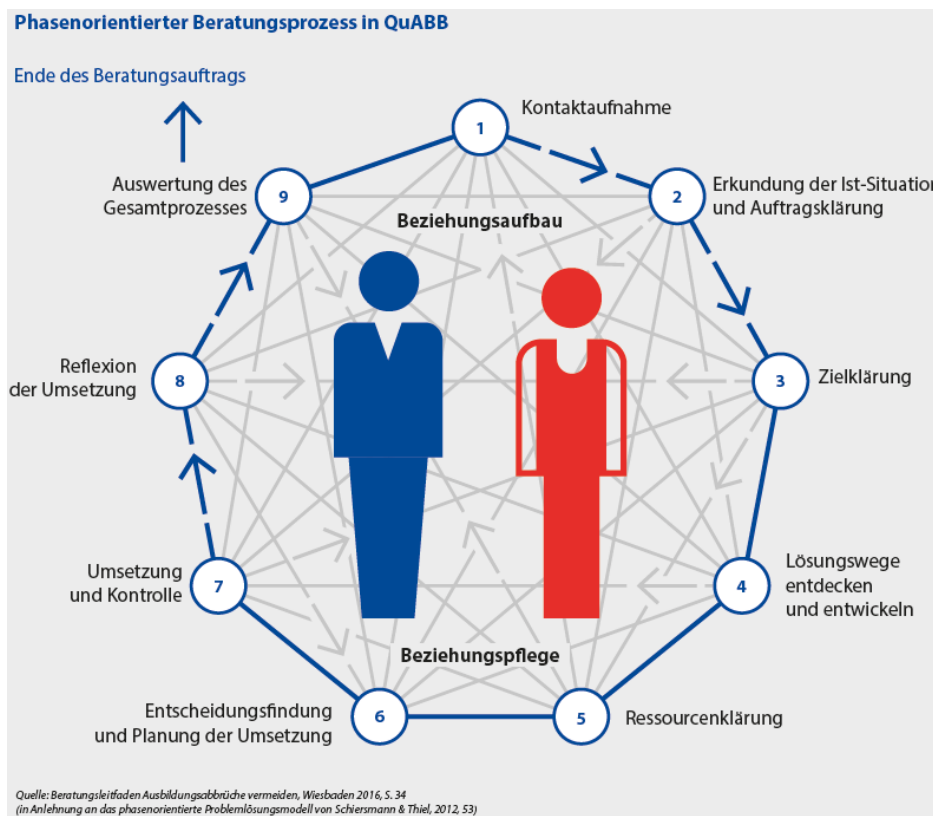 Phasenorientierter Beratungsprozess in QuABB
Ende des Beratungsauftrags
1
Kontaktaufnahme
2
Erkundung der Ist-Situation
und Auftragsklärung
3
Zielklärung
4
Lösungswege
entdecken
und entwickeln
5
Ressourcenklärung
6
Entscheidungsfindung
und Planung der Umsetzung
7
Umsetzung
und Kontrolle
8
Reflexion
der Umsetzung
9
Auswertung des
Gesamtprozesses
Beziehungsaufbau
Beziehungspflege
Quelle: Beratungsleitfaden Ausbildungsabbrüche vermeiden, Wiesbaden 2016, S. 34
(in Anlehnung an das phasenorientierte Problemlösungsmodell von Schiersmann & Thiel, 2012, 53)